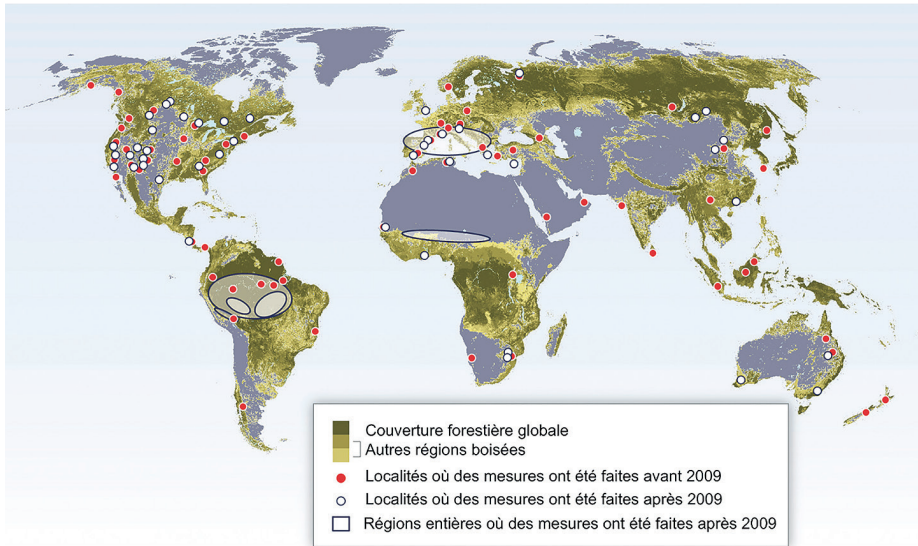 Couverture forestière globale
Autres régions boisées
Localités où des mesures ont été faites avant 2009
Localités où des mesures ont été faites après 2009
Régions entières où des mesures ont été faites après 2009